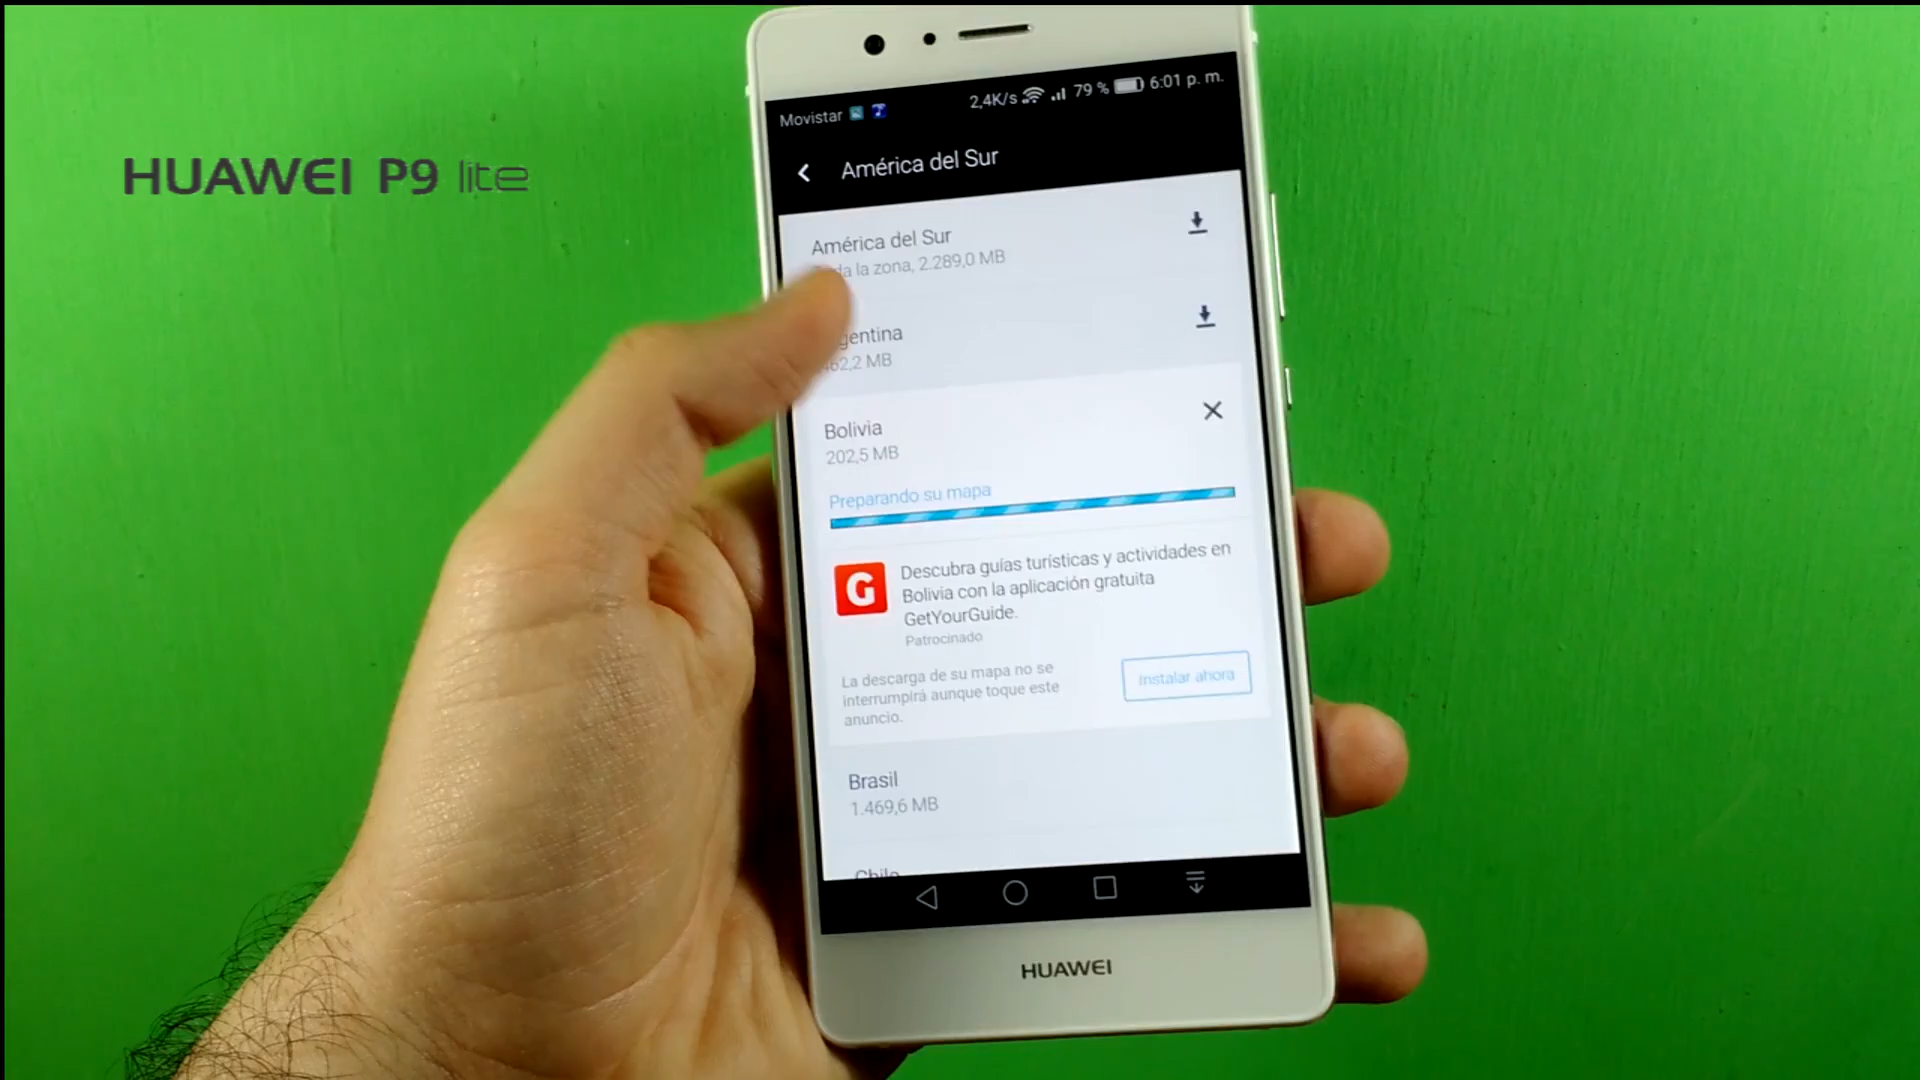 HUAWEI P9 lite
Movistar 2,4K/s 79 % 6:01 p. m.
América del Sur
América del Sur
la zona, 2.289,0 MB
462,2 MB
Bolivia
202,5 MB
Preparando su mapa
G
Descubra guías turísticas y actividades en
Bolivia con la aplicación gratuita
GetYourGuide.
Patrocinado
La descarga de su mapa no se
interrumpirá aunque toque este
anuncio.
Instalar ahora
Brasil
1.469,6 MB
Chile
HUAWEI